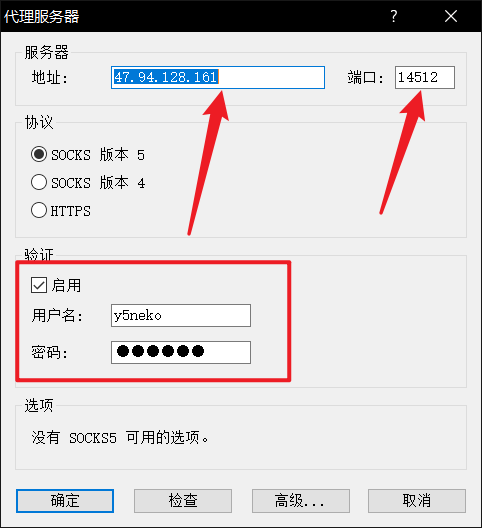 代理服务器
服务器
地址: 47.94.128.161 端口: 14512
协议
SOCKS 版本 5
SOCKS 版本 4
HTTPS
验证
启用
用户名: y5neko
密码: ●●●●●●
选项
没有 SOCKS5 可用的选项。
确定 检查 高级... 取消